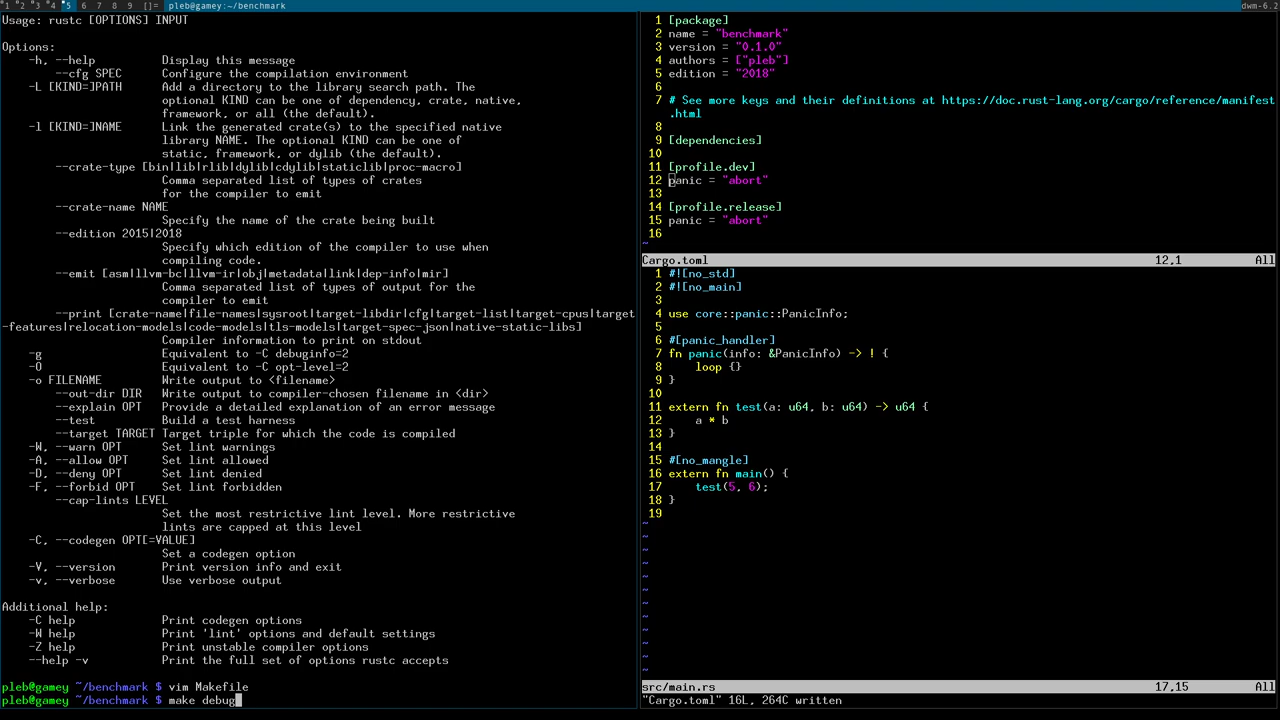 1 2 3 4 5 6 7 8 9 []= pleb@gamey:~/benchmark dwm-6.2
Usage: rustc [OPTIONS] INPUT
Options:
-h, --help Display this message
--cfg SPEC Configure the compilation environment
-L [KIND=]PATH Add a directory to the library search path. The
optional KIND can be one of dependency, crate, native,
framework, or all (the default).
-l [KIND=]NAME Link the generated crate(s) to the specified native
library NAME. The optional KIND can be one of
static, framework, or dylib (the default).
--crate-type [bin|lib|rlib|dylib|cdylib|staticlib|proc-macro]
Comma separated list of types of crates
for the compiler to emit
--crate-name NAME
Specify the name of the crate being built
--edition 2015|2018
Specify which edition of the compiler to use when
compiling code.
--emit [asm|llvm-bc|llvm-ir|obj|metadata|link|dep-info|mir]
Comma separated list of types of output for the
compiler to emit
--print [crate-name|file-names|sysroot|target-libdir|cfg|target-list|target-cpus|target
-features|relocation-models|code-models|tls-models|target-spec-json|native-static-libs]
Compiler information to print on stdout
-g Equivalent to -C debuginfo=2
-O Equivalent to -C opt-level=2
-o FILENAME Write output to <filename>
--out-dir DIR Write output to compiler-chosen filename in <dir>
--explain OPT Provide a detailed explanation of an error message
--test Build a test harness
--target TARGET Target triple for which the code is compiled
-W, --warn OPT Set lint warnings
-A, --allow OPT Set lint allowed
-D, --deny OPT Set lint denied
-F, --forbid OPT Set lint forbidden
--cap-lints LEVEL
Set the most restrictive lint level. More restrictive
lints are capped at this level
-C, --codegen OPT[=VALUE]
Set a codegen option
-V, --version Print version info and exit
-v, --verbose Use verbose output
Additional help:
-C help Print codegen options
-W help Print 'lint' options and default settings
-Z help Print unstable compiler options
--help -v Print the full set of options rustc accepts
pleb@gamey ~/benchmark $ vim Makefile
pleb@gamey ~/benchmark $ make debug
1 [package]
2 name = "benchmark"
3 version = "0.1.0"
4 authors = ["pleb"]
5 edition = "2018"
6
7 # See more keys and their definitions at https://doc.rust-lang.org/cargo/reference/manifest
.html
8
9 [dependencies]
10
11 [profile.dev]
12 panic = "abort"
13
14 [profile.release]
15 panic = "abort"
16
~
Cargo.toml 12,1 All
1 #![no_std]
2 #![no_main]
3
4 use core::panic::PanicInfo;
5
6 #[panic_handler]
7 fn panic(info: &PanicInfo) -> ! {
8 loop {}
9 }
10
11 extern fn test(a: u64, b: u64) -> u64 {
12 a * b
13 }
14
15 #[no_mangle]
16 extern fn main() {
17 test(5, 6);
18 }
19
~
~
~
~
~
~
~
~
~
~
~
~
src/main.rs 17,15 All
"Cargo.toml" 16L, 264C written